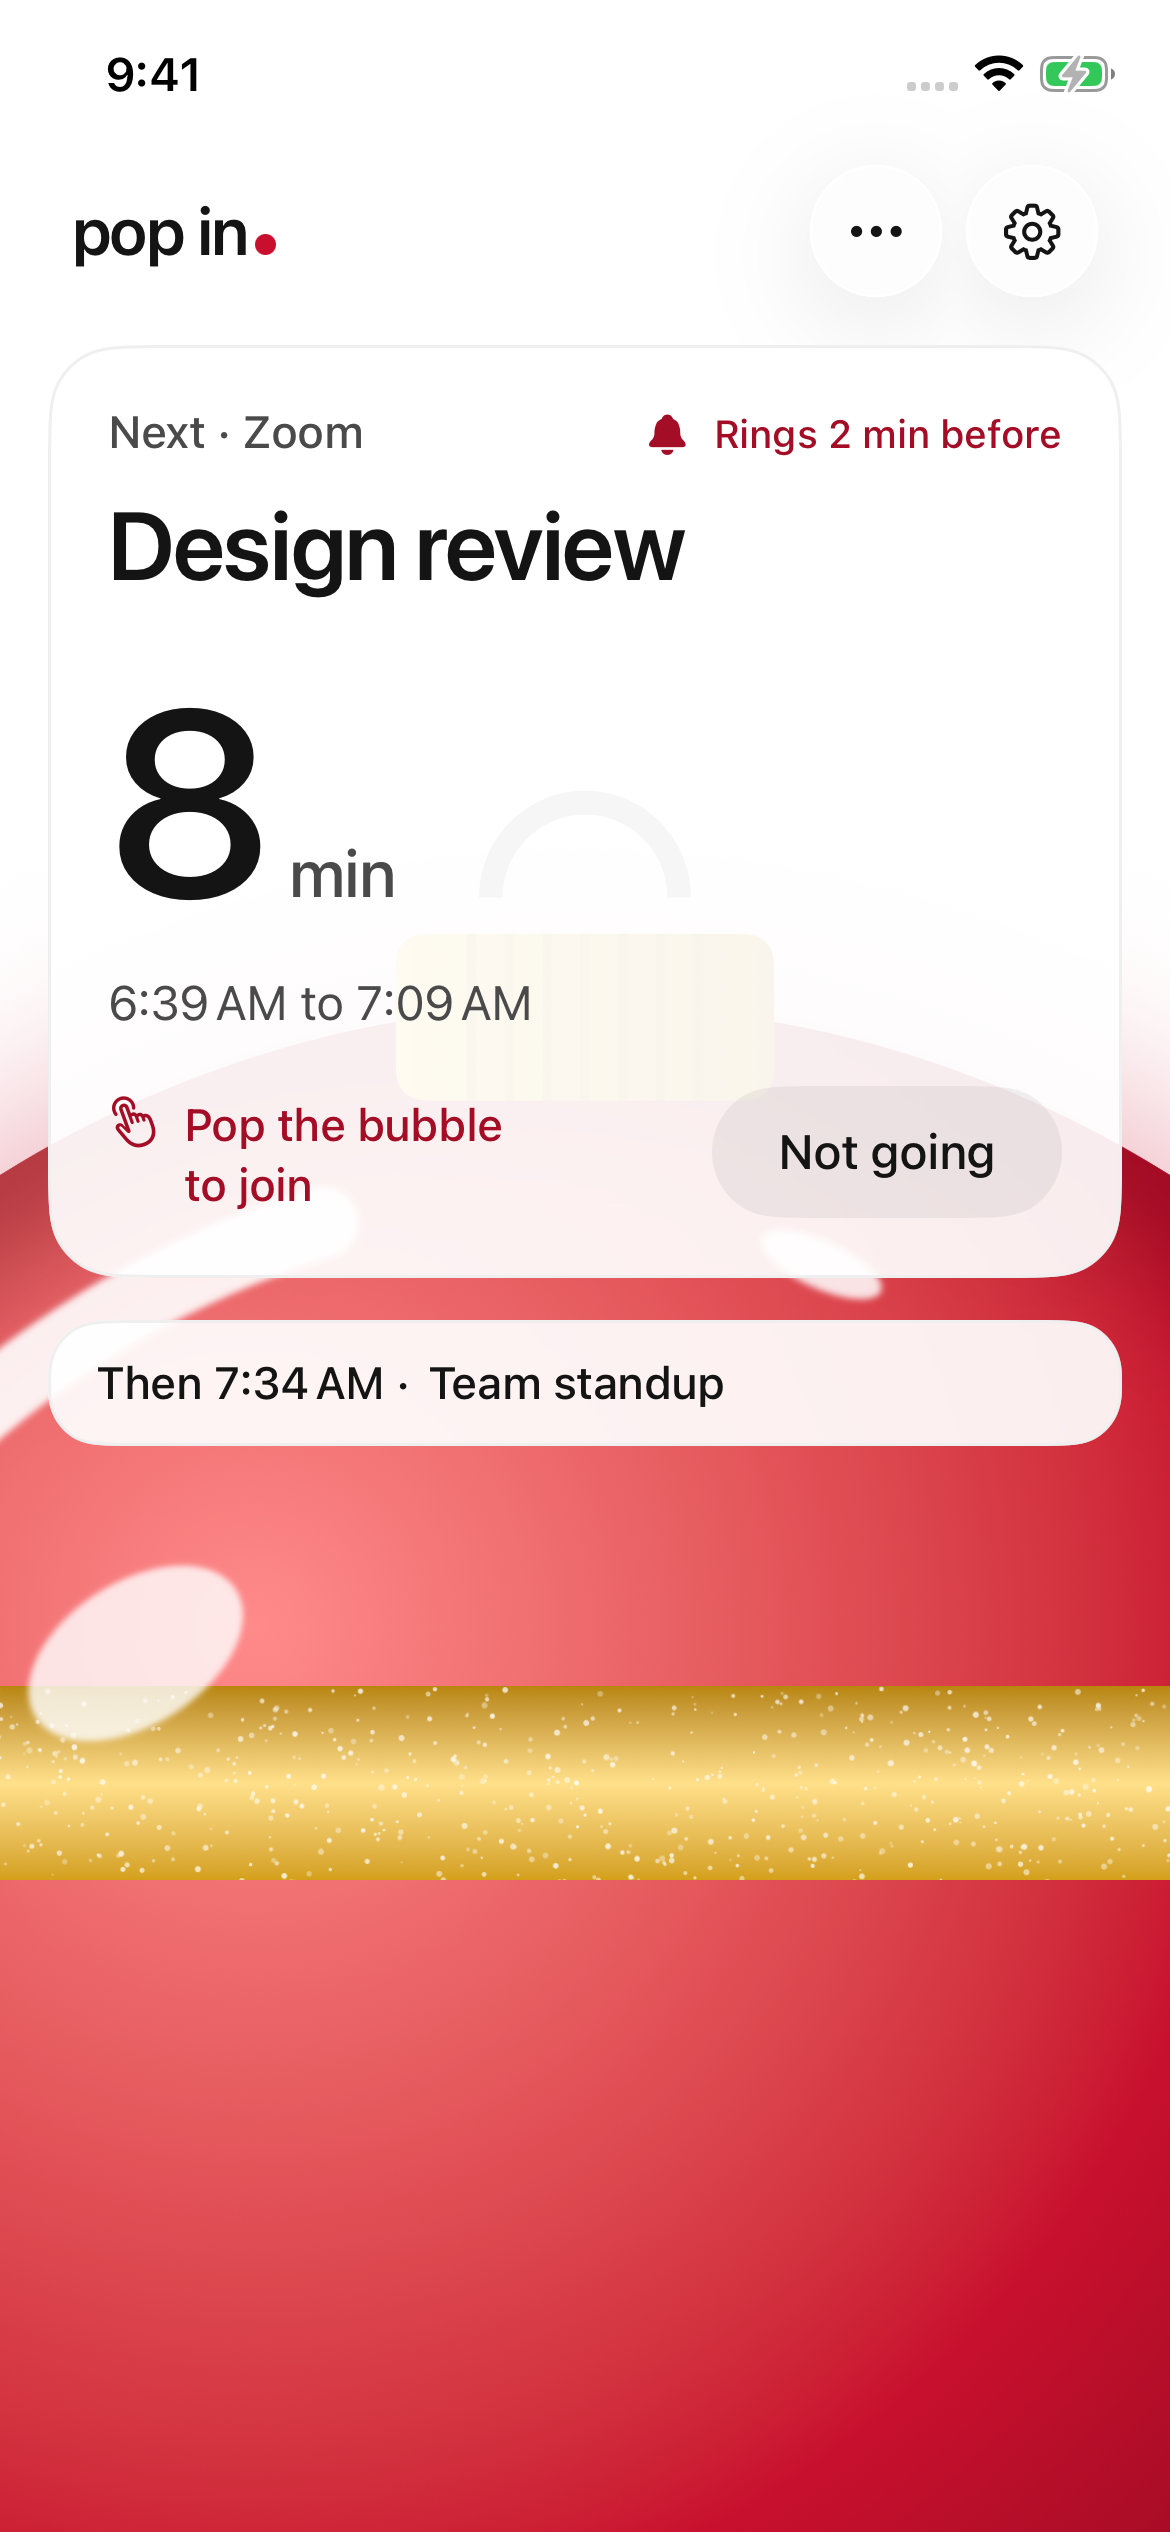 9:41
pop in.
Next · Zoom
Rings 2 min before
Design review
8 min
6:39 AM to 7:09 AM
Pop the bubble
to join
Not going
Then 7:34 AM · Team standup